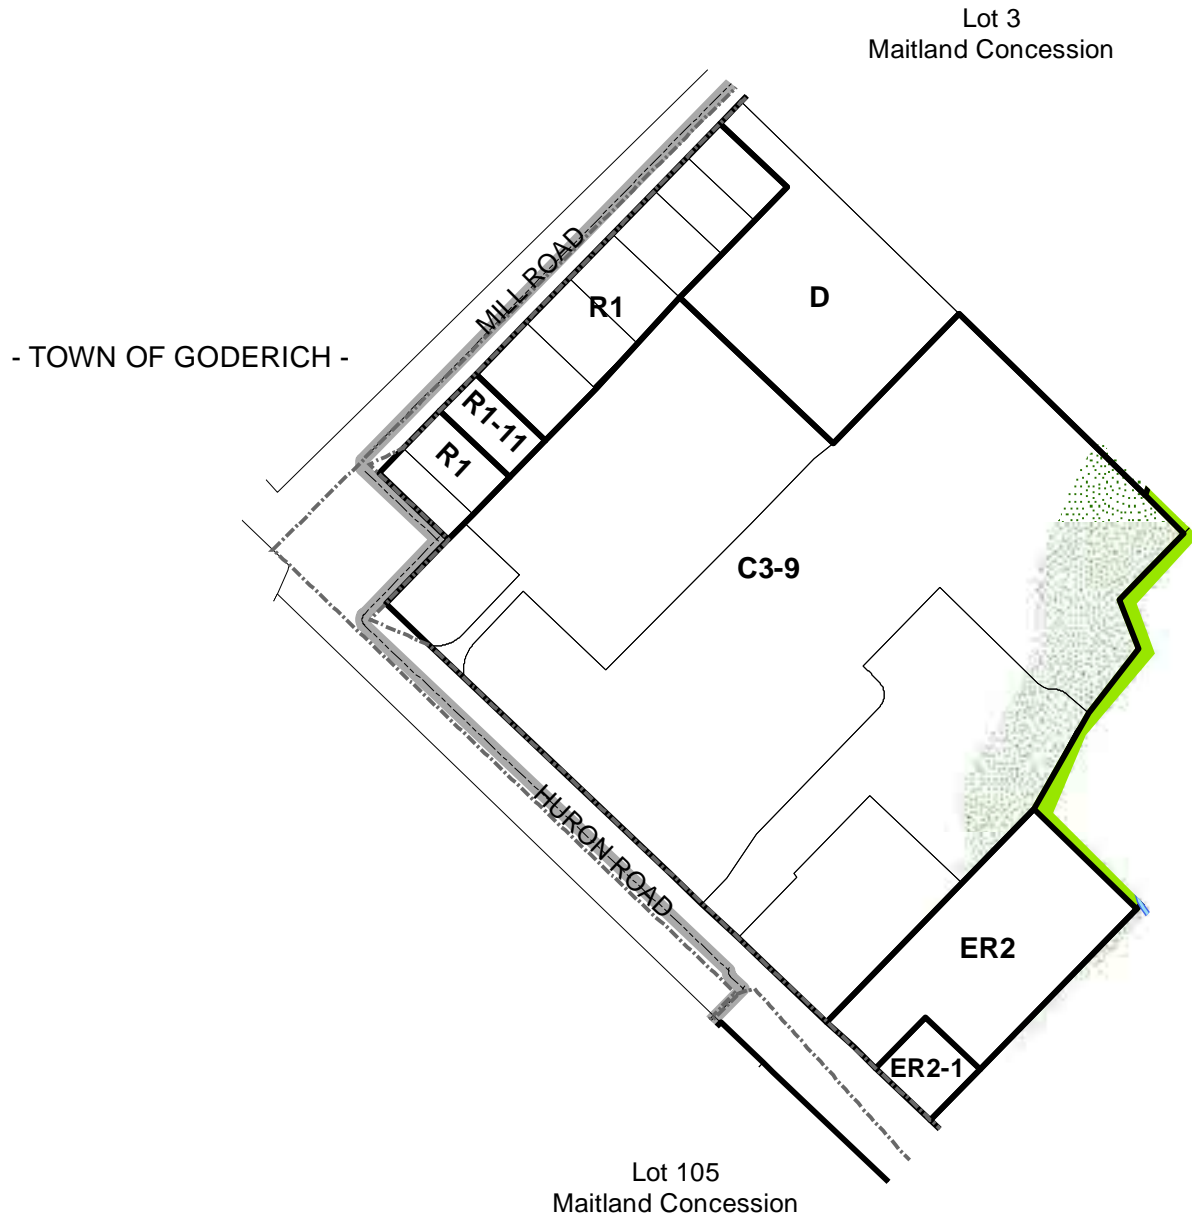 Lot 3
Maitland Concession
MILL ROAD
D
R1
- TOWN OF GODERICH -
R1-11
R1
C3-9
HURON ROAD
ER2
ER2-1
Lot 105
Maitland Concession